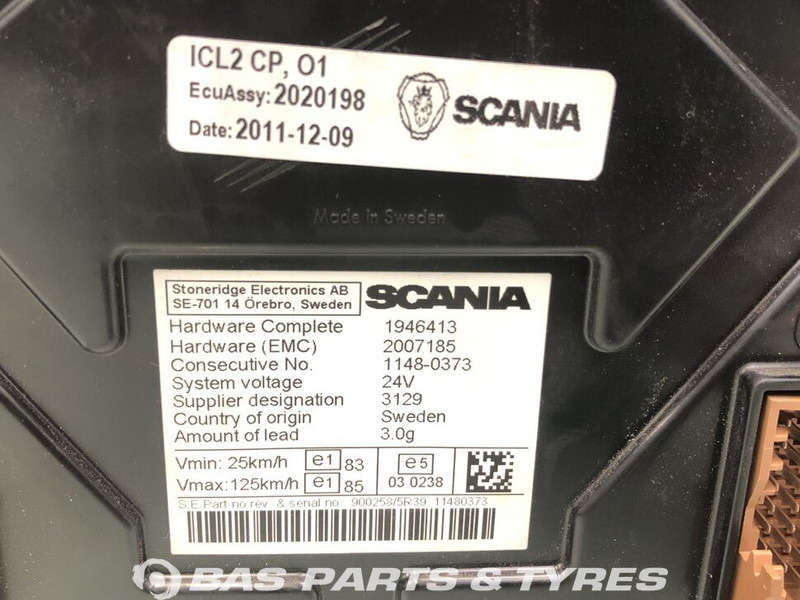 ICL2 CP, O1
EcuAssy: 2020198
Date: 2011-12-09
SCANIA
Made in Sweden
Stoneridge Electronics AB
SE-701 14 Örebro, Sweden
SCANIA
Hardware Complete 1946413
Hardware (EMC) 2007185
Consecutive No. 1148-0373
System voltage 24V
Supplier designation 3129
Country of origin Sweden
Amount of lead 3.0g
Vmin: 25km/h e1 83
Vmax: 125km/h e1 85
e5
03 0238
S.E Part no rev. & serial no 900258/5R39 11480373
BAS PARTS & TYRES